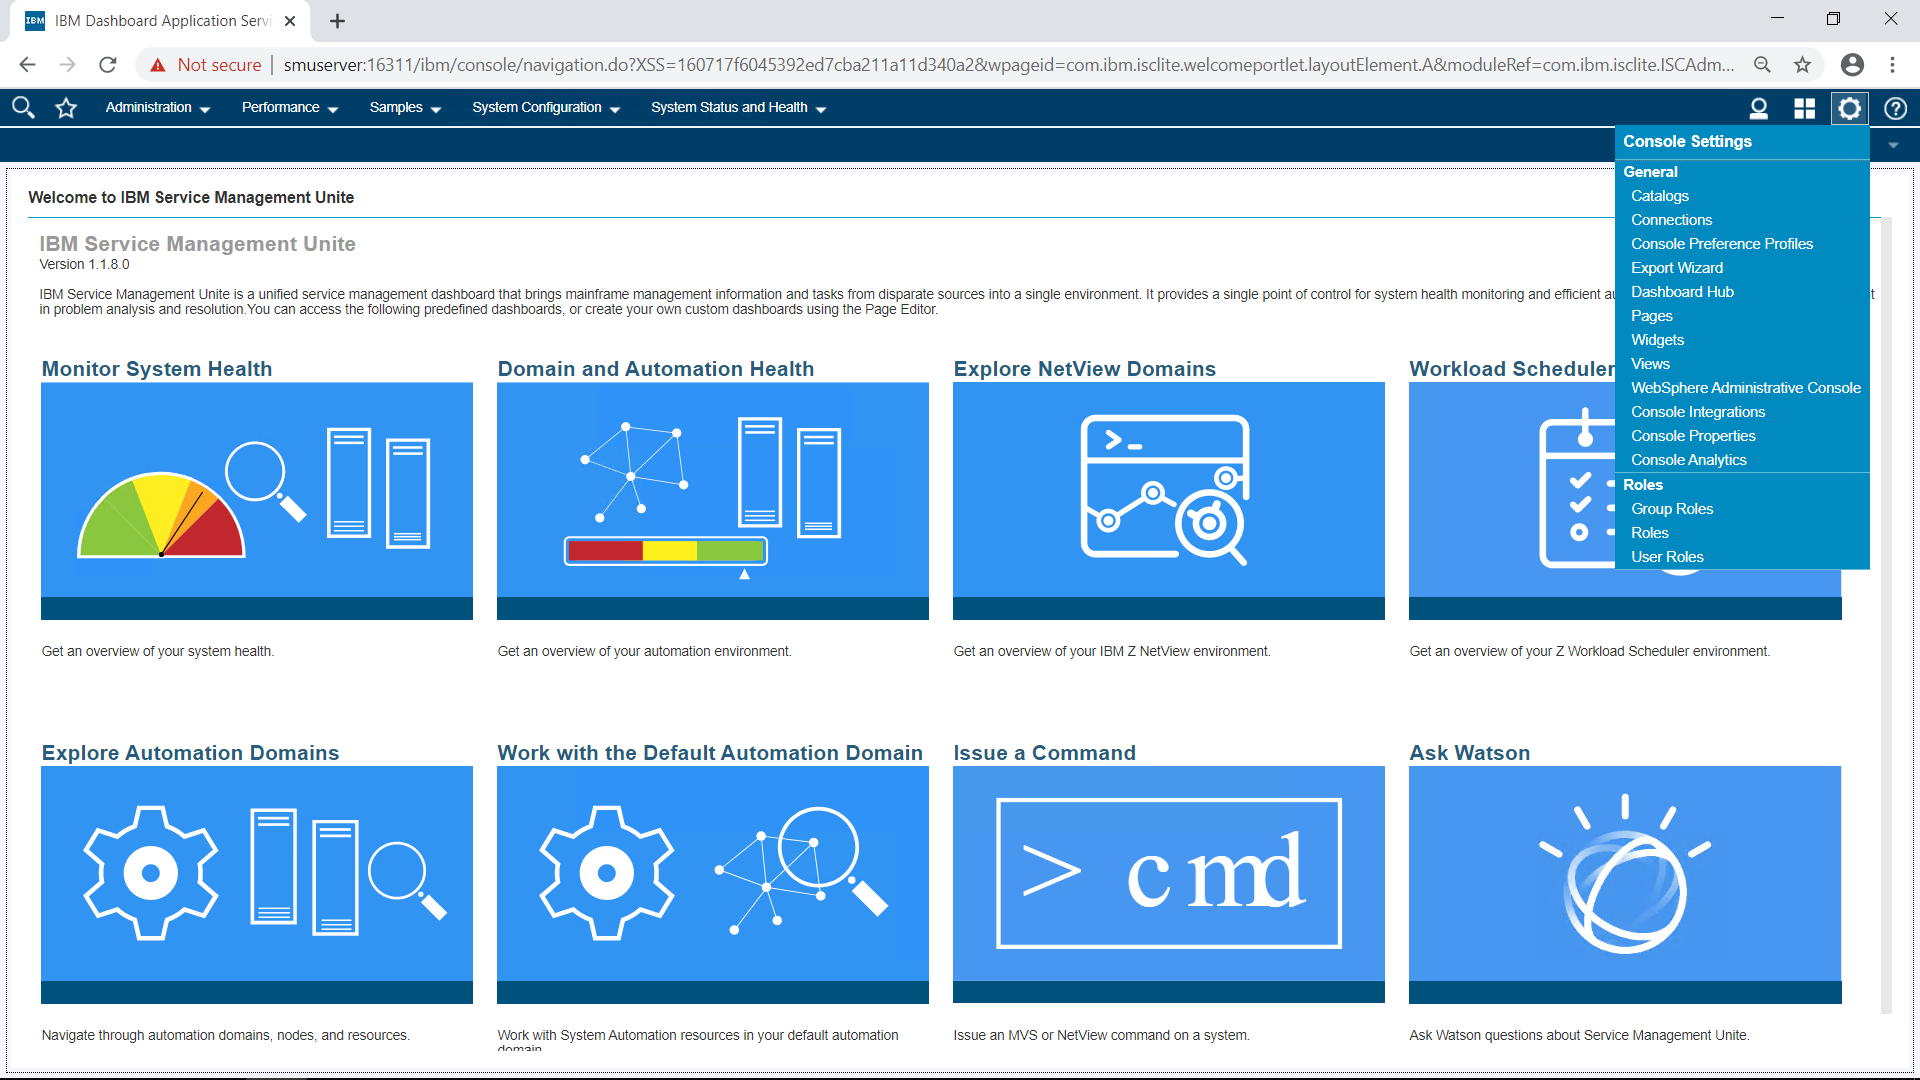 IBM
IBM Dashboard Application Servi
Not secure
smuserver:16311/ibm/console/navigation.do?XSS=160717f6045392ed7cba211a11d340a2&wpageid=com.ibm.isclite.welcomeportlet.layoutElement.A&moduleRef=com.ibm.isclite.ISCAdm...
Administration
Performance
Samples
System Configuration
System Status and Health
Console Settings
General
Catalogs
Connections
Console Preference Profiles
Export Wizard
Dashboard Hub
Pages
Widgets
Views
WebSphere Administrative Console
Console Integrations
Console Properties
Console Analytics
Roles
Group Roles
Roles
User Roles
Welcome to IBM Service Management Unite
IBM Service Management Unite
Version 1.1.8.0
IBM Service Management Unite is a unified service management dashboard that brings mainframe management information and tasks from disparate sources into a single environment. It provides a single point of control for system health monitoring and efficient au t
in problem analysis and resolution.You can access the following predefined dashboards, or create your own custom dashboards using the Page Editor.
Monitor System Health
Get an overview of your system health.
Domain and Automation Health
Get an overview of your automation environment.
Explore NetView Domains
Get an overview of your IBM Z NetView environment.
Workload Scheduler
Get an overview of your Z Workload Scheduler environment.
Explore Automation Domains
Navigate through automation domains, nodes, and resources.
Work with the Default Automation Domain
Work with System Automation resources in your default automation
domain
Issue a Command
> cmd
Issue an MVS or NetView command on a system.
Ask Watson
Ask Watson questions about Service Management Unite.